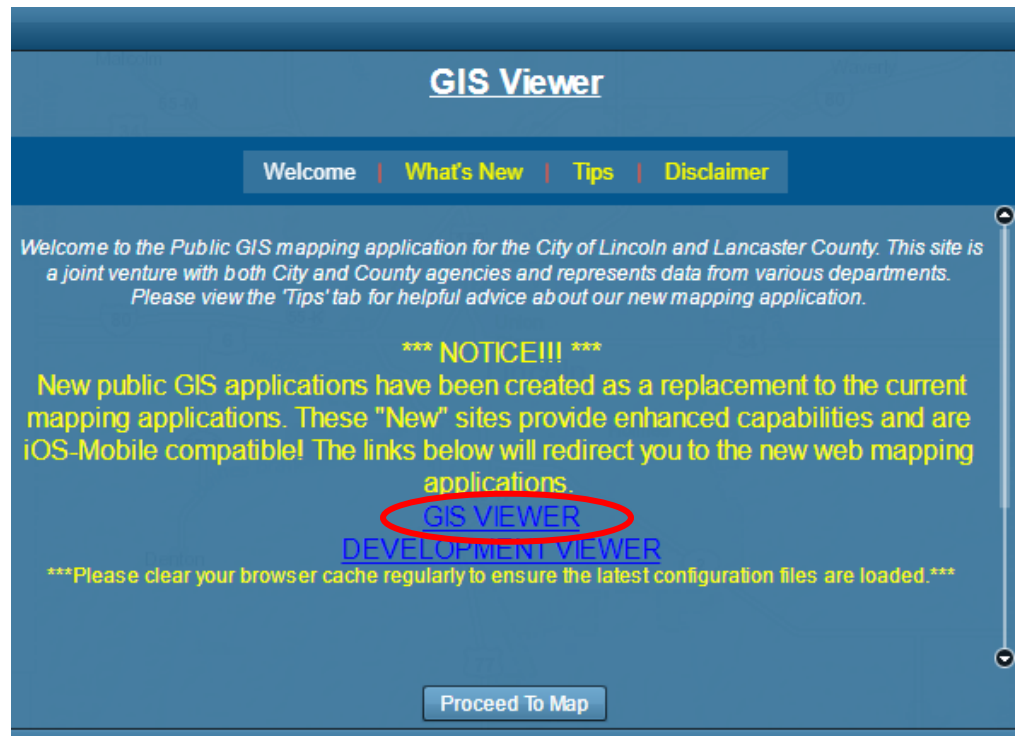 GIS Viewer
Welcome | What's New | Tips | Disclaimer
Welcome to the Public GIS mapping application for the City of Lincoln and Lancaster County. This site is
a joint venture with both City and County agencies and represents data from various departments.
Please view the 'Tips' tab for helpful advice about our new mapping application.
*** NOTICE!!! ***
New public GIS applications have been created as a replacement to the current
mapping applications. These "New" sites provide enhanced capabilities and are
iOS-Mobile compatible! The links below will redirect you to the new web mapping
applications.
GIS VIEWER
DEVELOPMENT VIEWER
***Please clear your browser cache regularly to ensure the latest configuration files are loaded.***
Proceed To Map